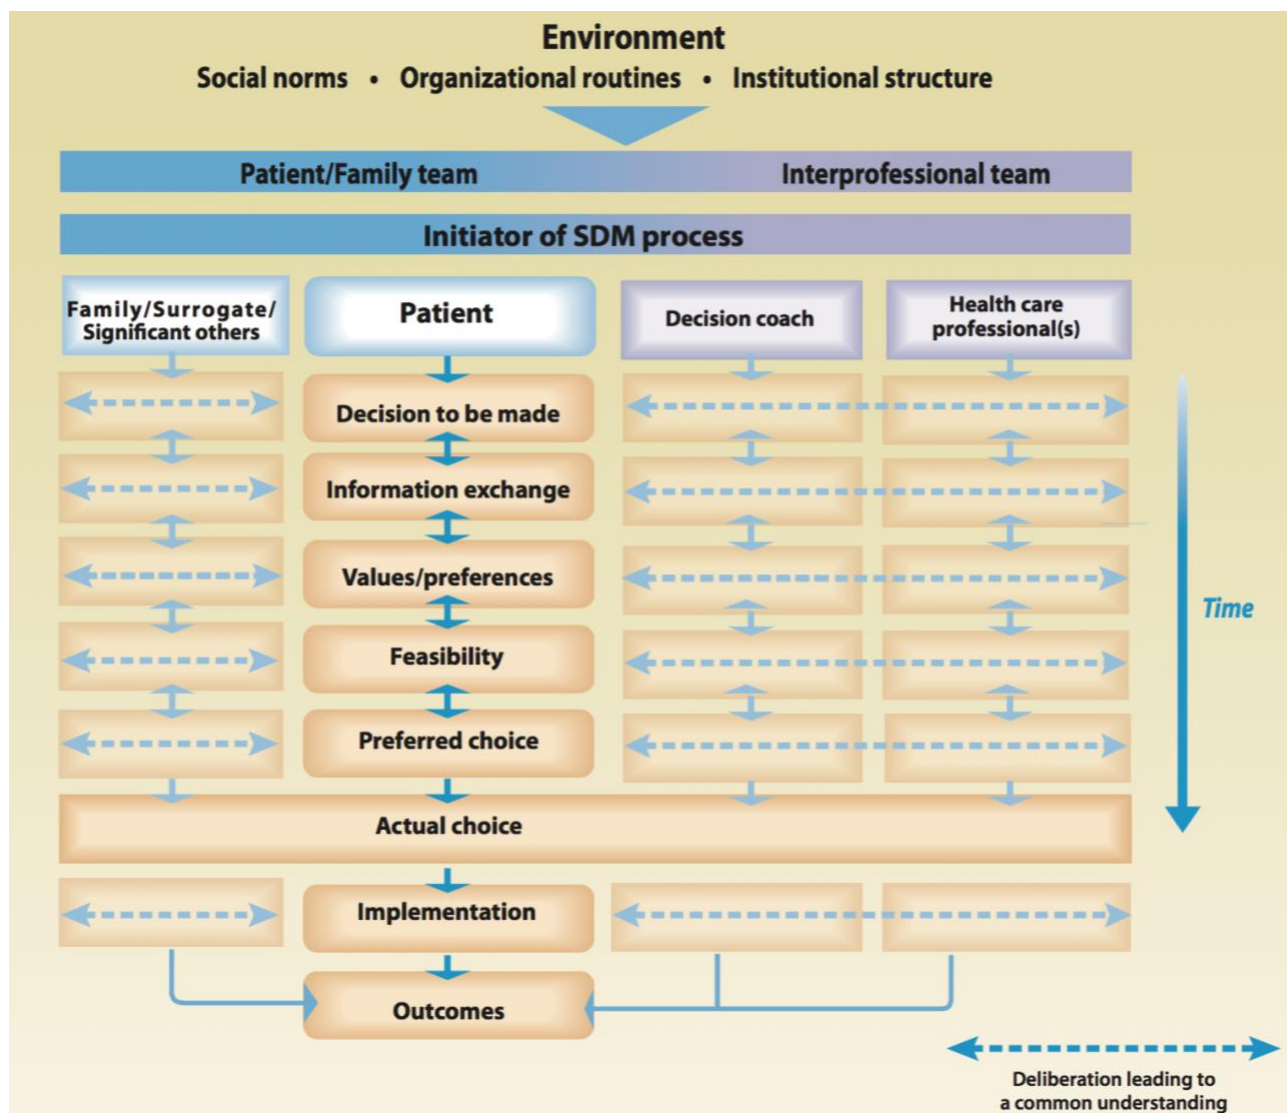 Environment
Social norms • Organizational routines • Institutional structure
Patient/Family team
Interprofessional team
Initiator of SDM process
Family/Surrogate/
Significant others
Patient
Decision coach
Health care
professional(s)
Decision to be made
Information exchange
Values/preferences
Feasibility
Preferred choice
Time
Actual choice
Implementation
Outcomes
Deliberation leading to
a common understanding